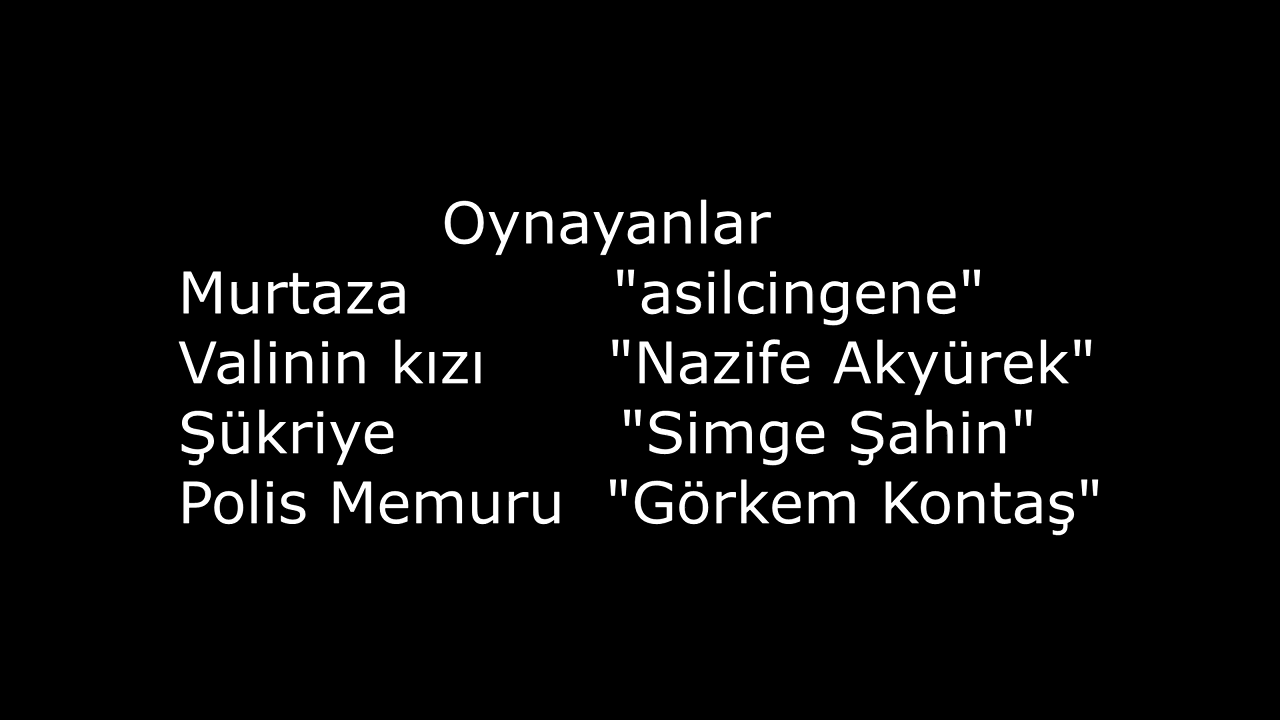 Oynayanlar
Murtaza "asilcingene"
Valinin kızı "Nazife Akyürek"
Şükriye "Simge Şahin"
Polis Memuru "Görkem Kontaş"